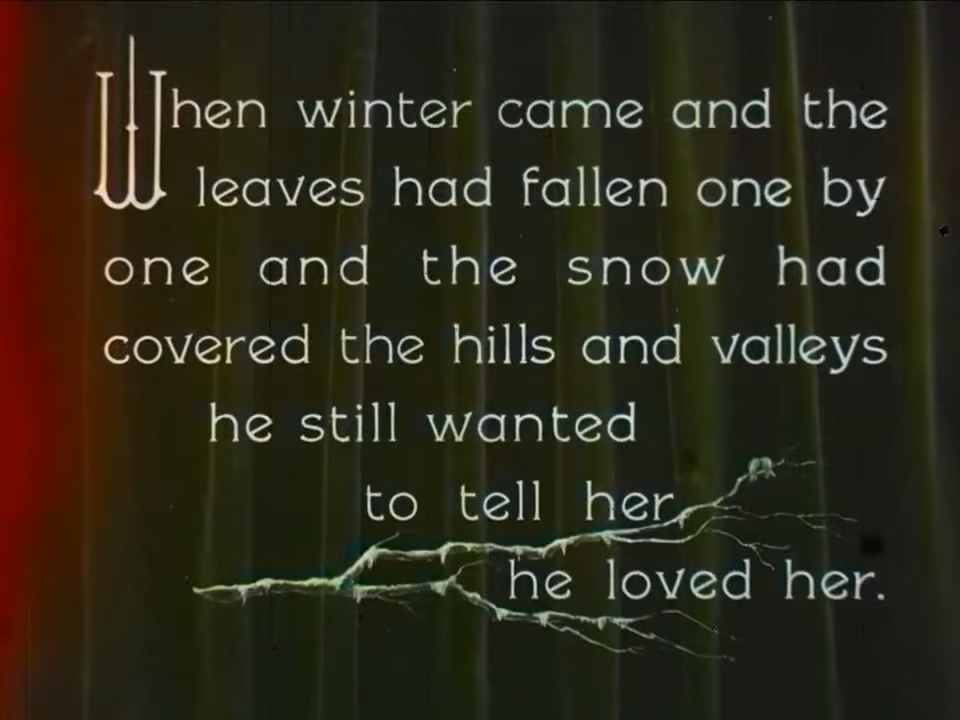 When winter came and the
leaves had fallen one by
one and the snow had
covered the hills and valleys
he still wanted
to tell her
he loved her.